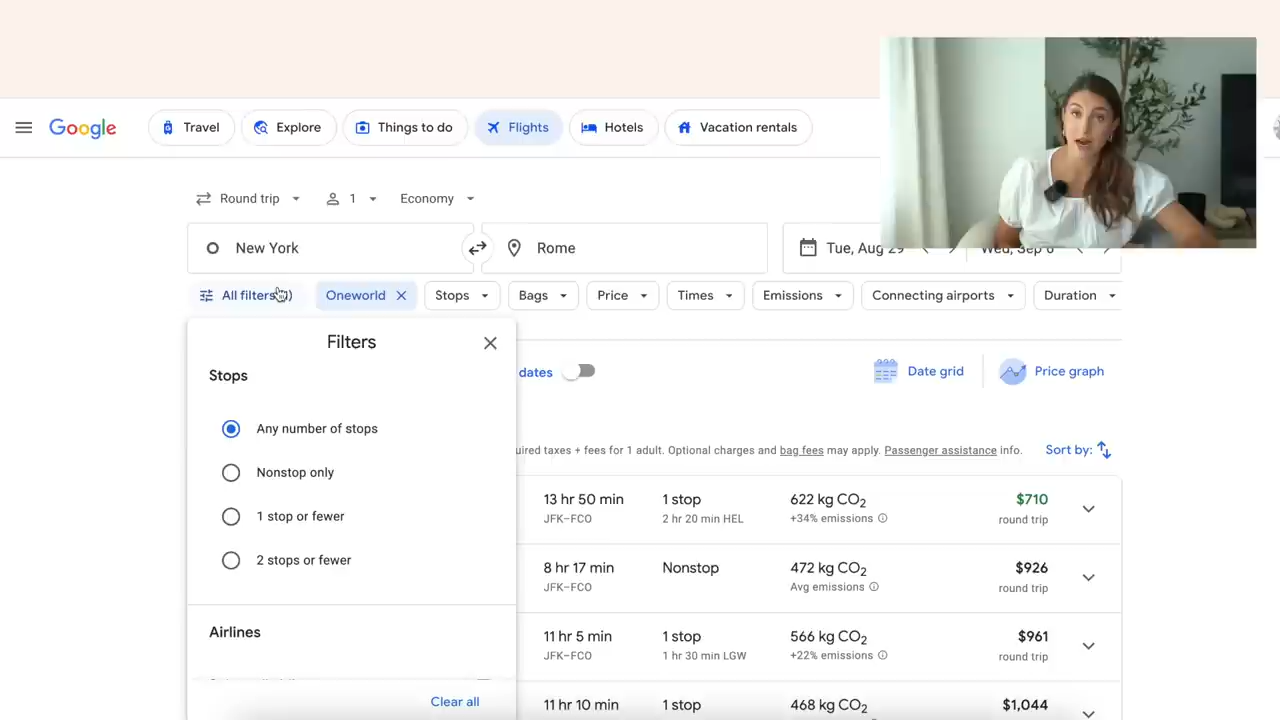 Google
Travel
Explore
Things to do
Flights
Hotels
Vacation rentals
Round trip
1
Economy
New York
Rome
Tue, Aug 29
Wed, Sep 6
All filters
Oneworld
Stops
Bags
Price
Times
Emissions
Connecting airports
Duration
Filters
Stops
Any number of stops
Nonstop only
1 stop or fewer
2 stops or fewer
Airlines
Clear all
dates
Date grid
Price graph
uired taxes + fees for 1 adult. Optional charges and bag fees may apply. Passenger assistance info.
Sort by:
13 hr 50 min
JFK–FCO
1 stop
2 hr 20 min HEL
622 kg CO2
+34% emissions
$710
round trip
8 hr 17 min
JFK–FCO
Nonstop
472 kg CO2
Avg emissions
$926
round trip
11 hr 5 min
JFK–FCO
1 stop
1 hr 30 min LGW
566 kg CO2
+22% emissions
$961
round trip
11 hr 10 min
1 stop
468 kg CO2
$1,044